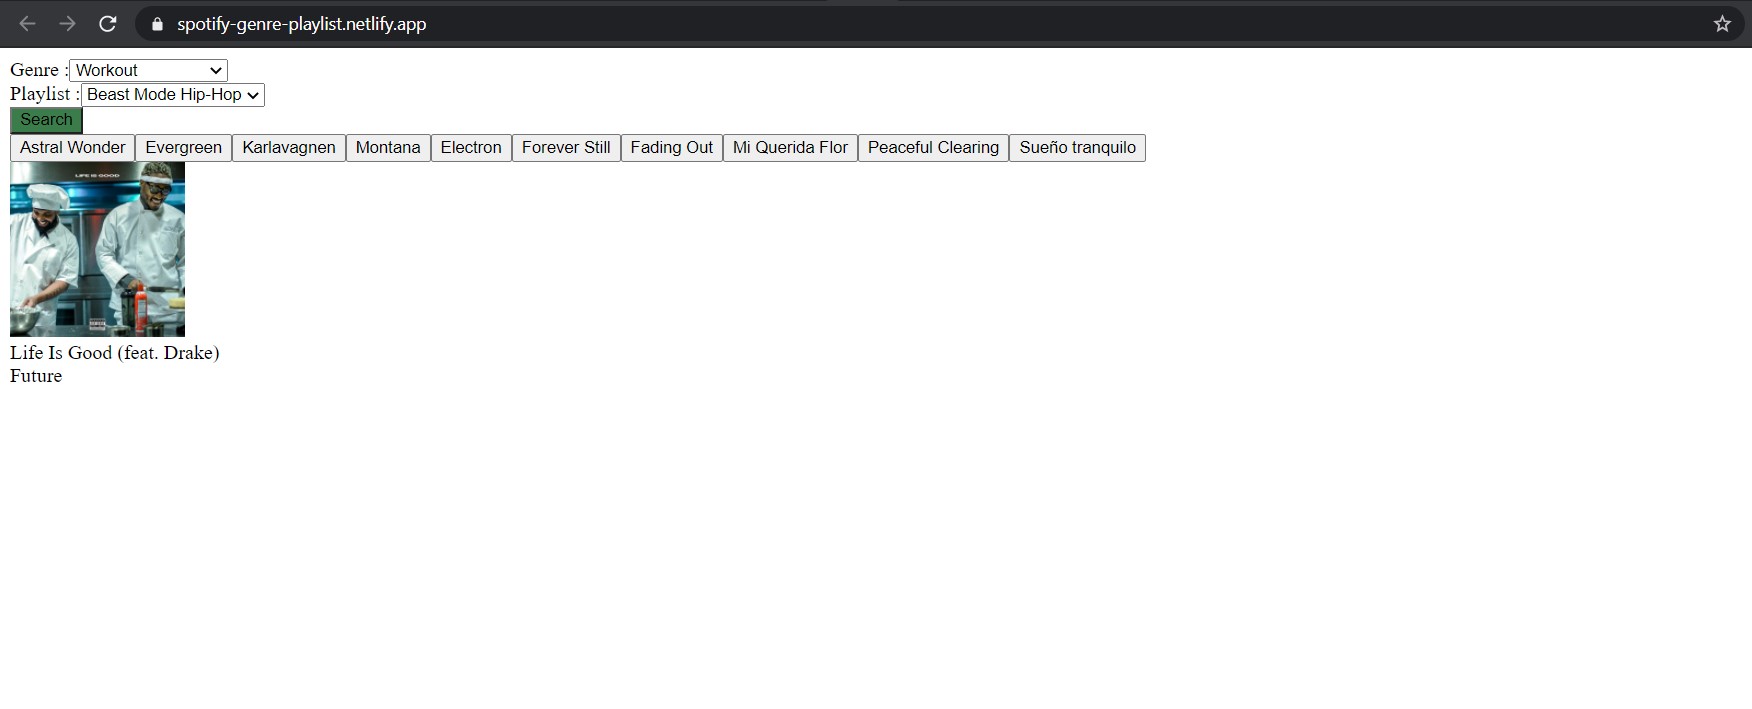 spotify-genre-playlist.netlify.app
Genre : Workout
Playlist : Beast Mode Hip-Hop
Search
Astral Wonder Evergreen Karlavagnen Montana Electron Forever Still Fading Out Mi Querida Flor Peaceful Clearing Sueño tranquilo
LIFE IS GOOD
Life Is Good (feat. Drake)
Future